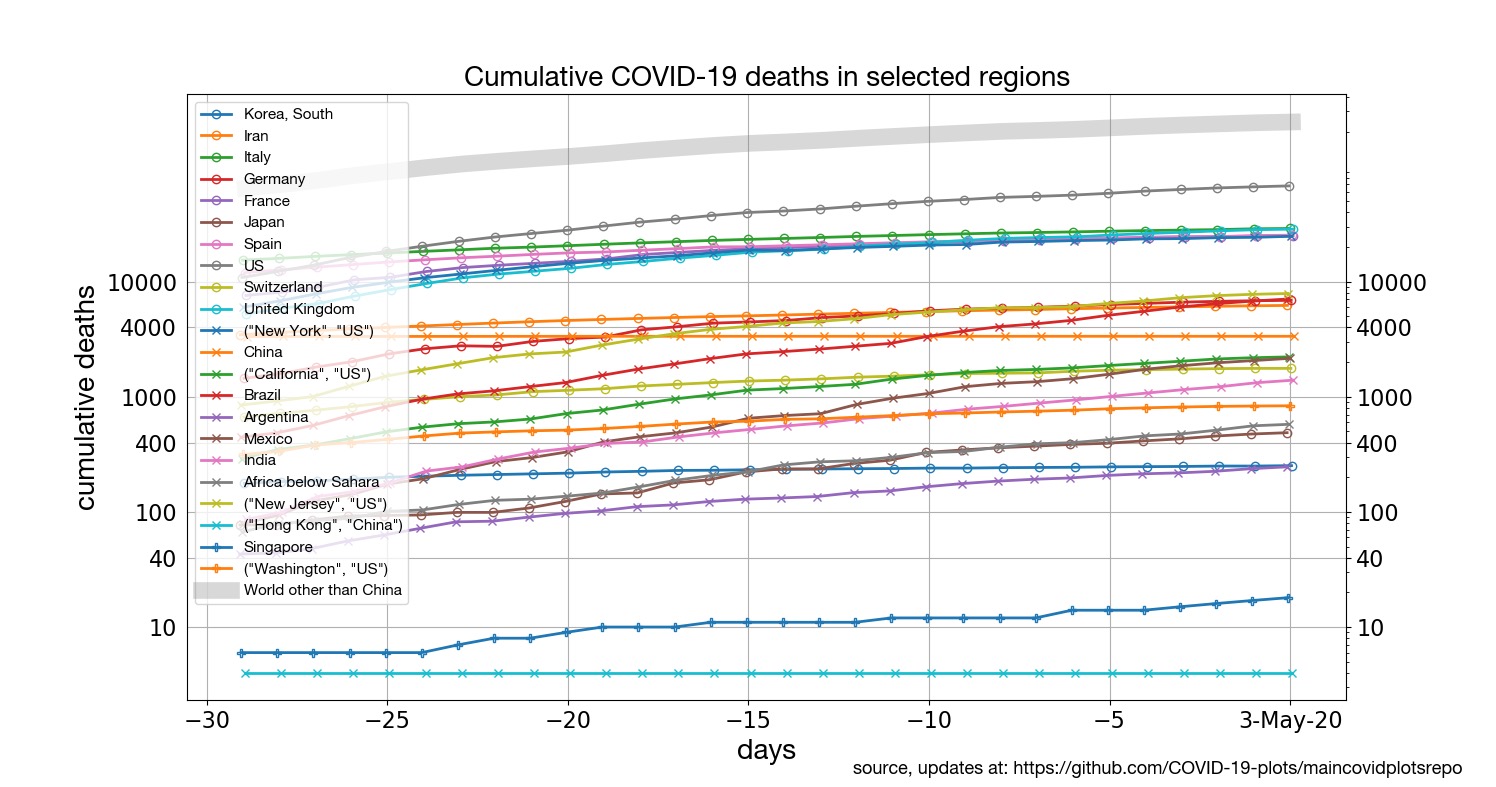 Cumulative COVID-19 deaths in selected regions
Korea, South
Iran
Italy
Germany
France
Japan
Spain
US
Switzerland
United Kingdom
("New York", "US")
China
("California", "US")
Brazil
Argentina
Mexico
India
Africa below Sahara
("New Jersey", "US")
("Hong Kong", "China")
Singapore
("Washington", "US")
World other than China
cumulative deaths
10000
4000
1000
400
100
40
10
10000
4000
1000
400
100
40
10
−30 −25 −20 −15 −10 −5 3-May-20
days
source, updates at: https://github.com/COVID-19-plots/maincovidplotsrepo